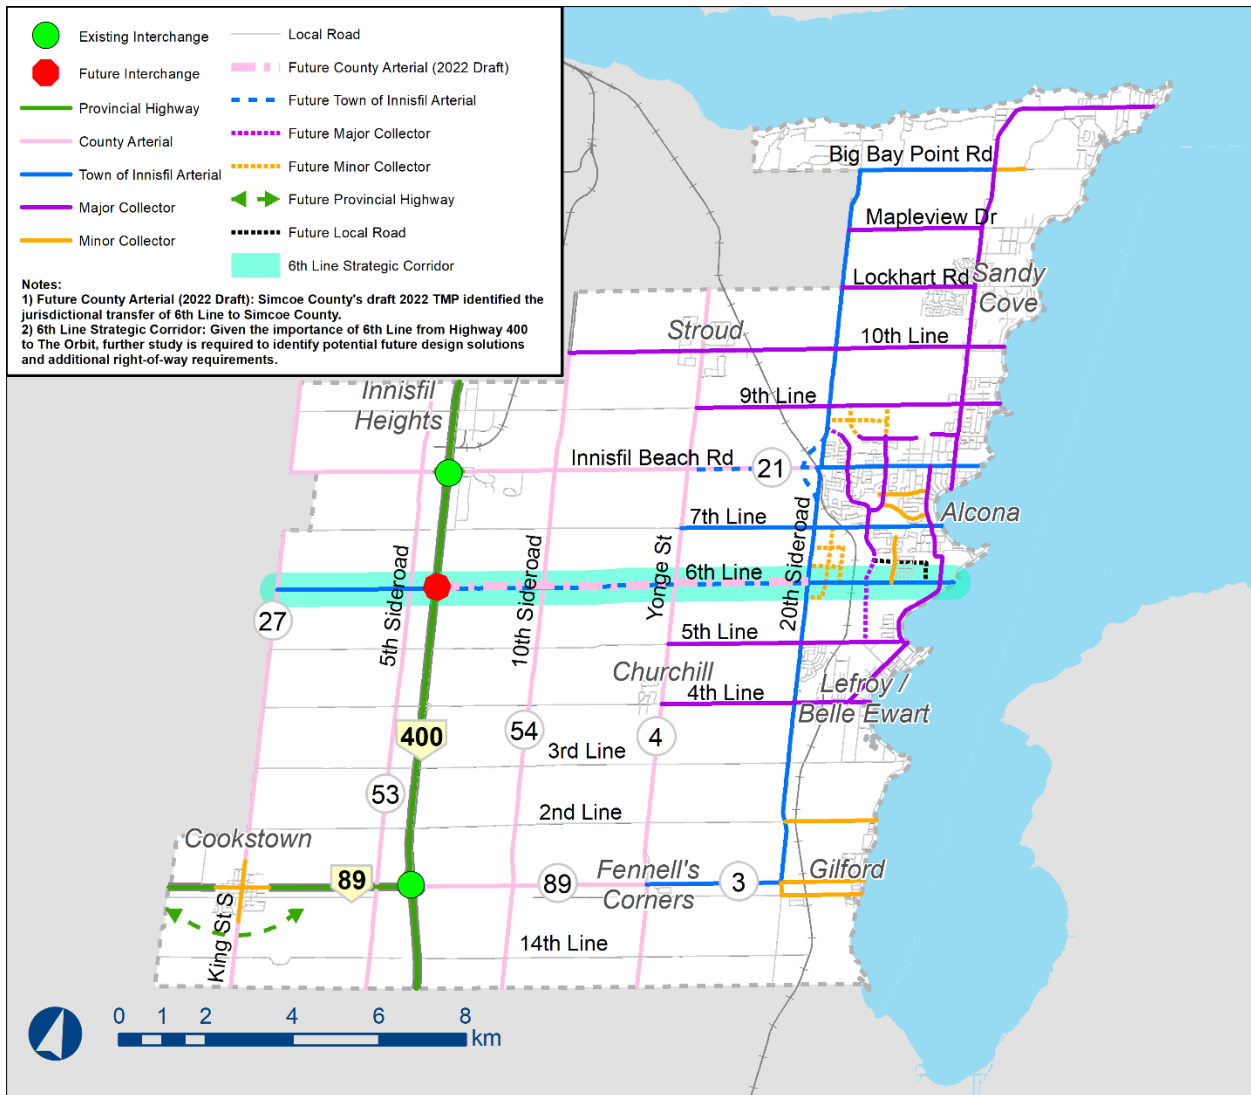 Existing Interchange
Future Interchange
Provincial Highway
County Arterial
Town of Innisfil Arterial
Major Collector
Minor Collector
Local Road
Future County Arterial (2022 Draft)
Future Town of Innisfil Arterial
Future Major Collector
Future Minor Collector
Future Provincial Highway
Future Local Road
6th Line Strategic Corridor
Notes:
1) Future County Arterial (2022 Draft): Simcoe County's draft 2022 TMP identified the
jurisdictional transfer of 6th Line to Simcoe County.
2) 6th Line Strategic Corridor: Given the importance of 6th Line from Highway 400
to The Orbit, further study is required to identify potential future design solutions
and additional right-of-way requirements.
Big Bay Point Rd
Mapleview Dr
Lockhart Rd
Sandy
Cove
Stroud
10th Line
Innisfil
Heights
9th Line
Innisfil Beach Rd
21
Alcona
7th Line
5th Sideroad
10th Sideroad
Yonge St
6th Line
20th Sideroad
27
5th Line
Churchill
4th Line
Lefroy /
Belle Ewart
400
54
4
3rd Line
53
2nd Line
Cookstown
89
89
Fennell's
Corners
3
Gilford
King St S
14th Line
0 1 2 4 6 8
km